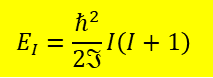 E_I = ℏ²/2ℑ I(I + 1)